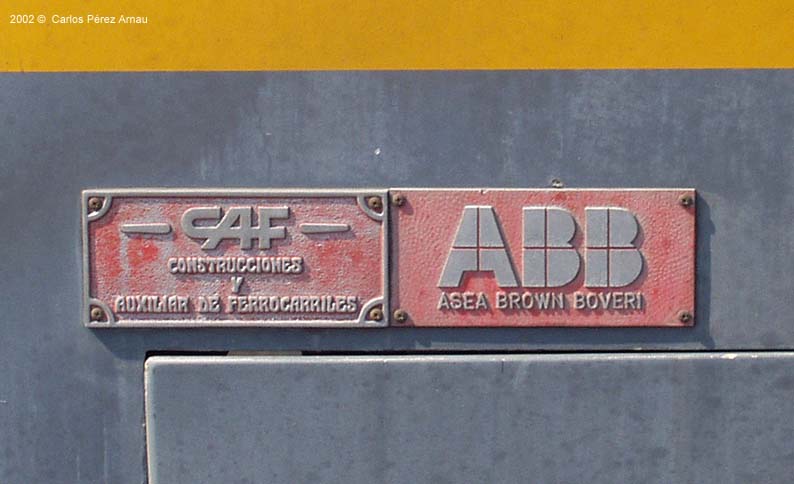 2002 © Carlos Pérez Arnau
CAF
CONSTRUCCIONES
Y
AUXILIAR DE FERROCARRILES
ABB
ASEA BROWN BOVERI